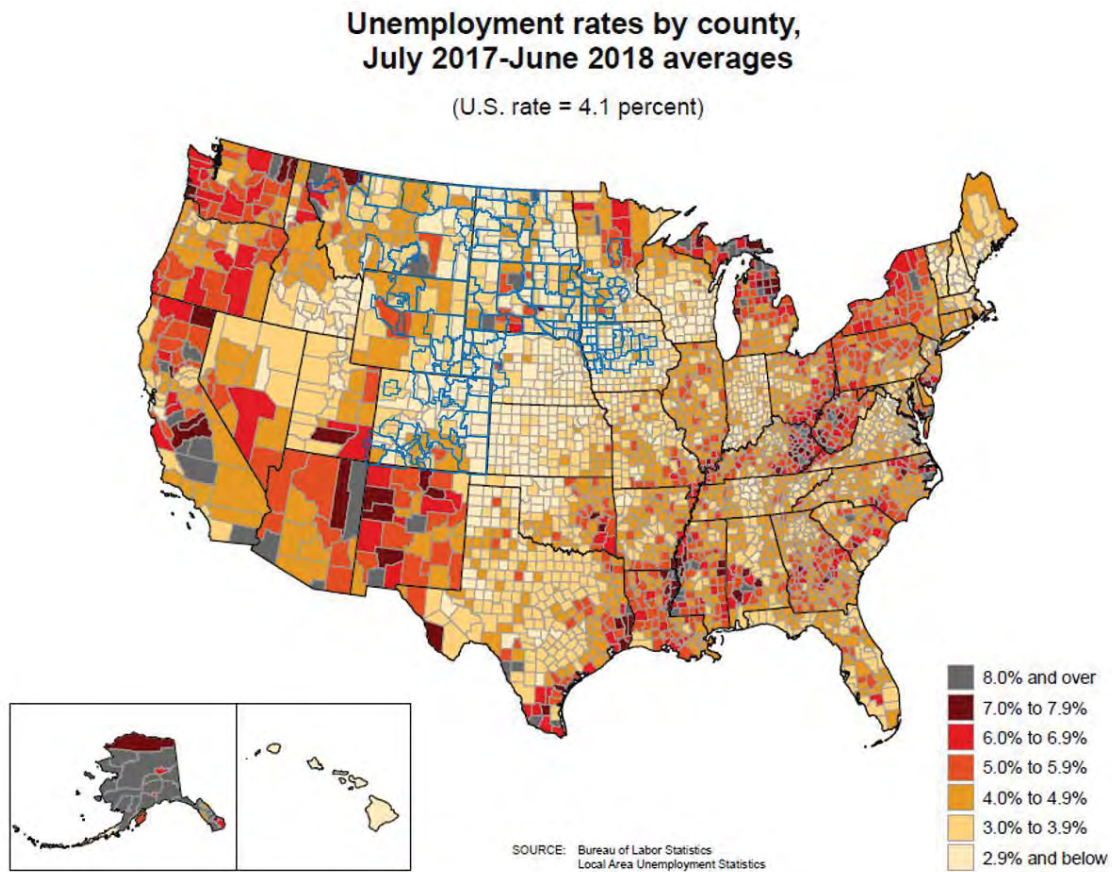 Unemployment rates by county,
July 2017-June 2018 averages
(U.S. rate = 4.1 percent)
8.0% and over
7.0% to 7.9%
6.0% to 6.9%
5.0% to 5.9%
4.0% to 4.9%
3.0% to 3.9%
2.9% and below
SOURCE: Bureau of Labor Statistics
Local Area Unemployment Statistics